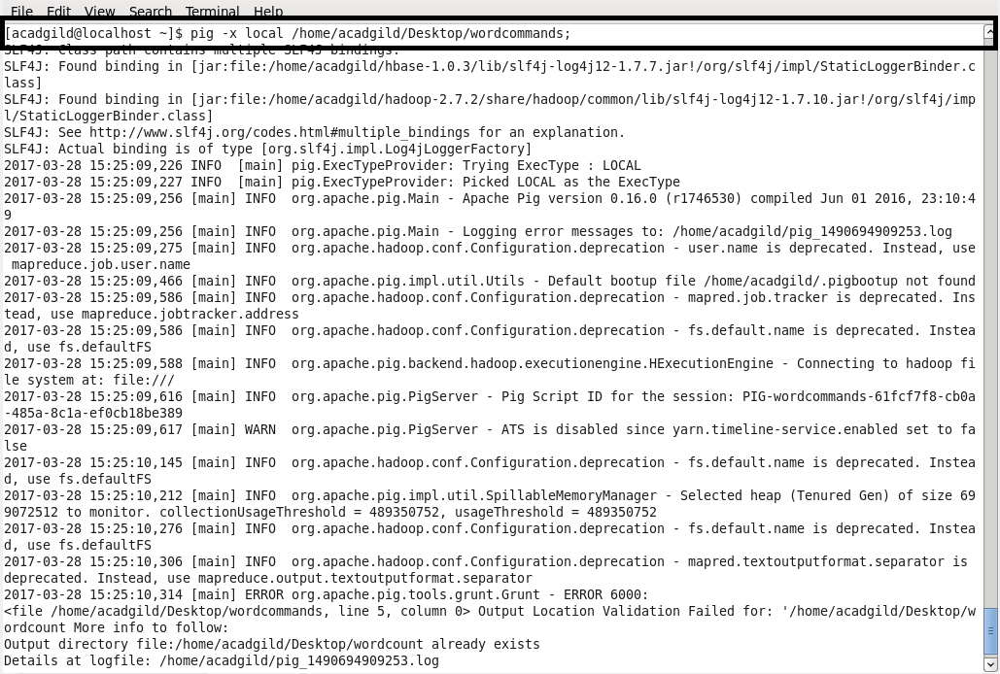 File Edit View Search Terminal Help
[acadgild@localhost ~]$ pig -x local /home/acadgild/Desktop/wordcommands;
SLF4J: Class path contains multiple SLF4J bindings.
SLF4J: Found binding in [jar:file:/home/acadgild/hbase-1.0.3/lib/slf4j-log4j12-1.7.7.jar!/org/slf4j/impl/StaticLoggerBinder.c
lass]
SLF4J: Found binding in [jar:file:/home/acadgild/hadoop-2.7.2/share/hadoop/common/lib/slf4j-log4j12-1.7.10.jar!/org/slf4j/imp
l/StaticLoggerBinder.class]
SLF4J: See http://www.slf4j.org/codes.html#multiple_bindings for an explanation.
SLF4J: Actual binding is of type [org.slf4j.impl.Log4jLoggerFactory]
2017-03-28 15:25:09,226 INFO  [main] pig.ExecTypeProvider: Trying ExecType : LOCAL
2017-03-28 15:25:09,227 INFO  [main] pig.ExecTypeProvider: Picked LOCAL as the ExecType
2017-03-28 15:25:09,256 [main] INFO  org.apache.pig.Main - Apache Pig version 0.16.0 (r1746530) compiled Jun 01 2016, 23:10:4
9
2017-03-28 15:25:09,256 [main] INFO  org.apache.pig.Main - Logging error messages to: /home/acadgild/pig_1490694909253.log
2017-03-28 15:25:09,275 [main] INFO  org.apache.hadoop.conf.Configuration.deprecation - user.name is deprecated. Instead, use
 mapreduce.job.user.name
2017-03-28 15:25:09,466 [main] INFO  org.apache.pig.impl.util.Utils - Default bootup file /home/acadgild/.pigbootup not found
2017-03-28 15:25:09,586 [main] INFO  org.apache.hadoop.conf.Configuration.deprecation - mapred.job.tracker is deprecated. Ins
tead, use mapreduce.jobtracker.address
2017-03-28 15:25:09,586 [main] INFO  org.apache.hadoop.conf.Configuration.deprecation - fs.default.name is deprecated. Instea
d, use fs.defaultFS
2017-03-28 15:25:09,588 [main] INFO  org.apache.pig.backend.hadoop.executionengine.HExecutionEngine - Connecting to hadoop fi
le system at: file:///
2017-03-28 15:25:09,616 [main] INFO  org.apache.pig.PigServer - Pig Script ID for the session: PIG-wordcommands-61fcf7f8-cb0a
-485a-8c1a-ef0cb18be389
2017-03-28 15:25:09,617 [main] WARN  org.apache.pig.PigServer - ATS is disabled since yarn.timeline-service.enabled set to fa
lse
2017-03-28 15:25:10,145 [main] INFO  org.apache.hadoop.conf.Configuration.deprecation - fs.default.name is deprecated. Instea
d, use fs.defaultFS
2017-03-28 15:25:10,212 [main] INFO  org.apache.pig.impl.util.SpillableMemoryManager - Selected heap (Tenured Gen) of size 69
9072512 to monitor. collectionUsageThreshold = 489350752, usageThreshold = 489350752
2017-03-28 15:25:10,276 [main] INFO  org.apache.hadoop.conf.Configuration.deprecation - fs.default.name is deprecated. Instea
d, use fs.defaultFS
2017-03-28 15:25:10,306 [main] INFO  org.apache.hadoop.conf.Configuration.deprecation - mapred.textoutputformat.separator is
deprecated. Instead, use mapreduce.output.textoutputformat.separator
2017-03-28 15:25:10,314 [main] ERROR org.apache.pig.tools.grunt.Grunt - ERROR 6000:
<file /home/acadgild/Desktop/wordcommands, line 5, column 0> Output Location Validation Failed for: '/home/acadgild/Desktop/w
ordcount More info to follow:
Output directory file:/home/acadgild/Desktop/wordcount already exists
Details at logfile: /home/acadgild/pig_1490694909253.log